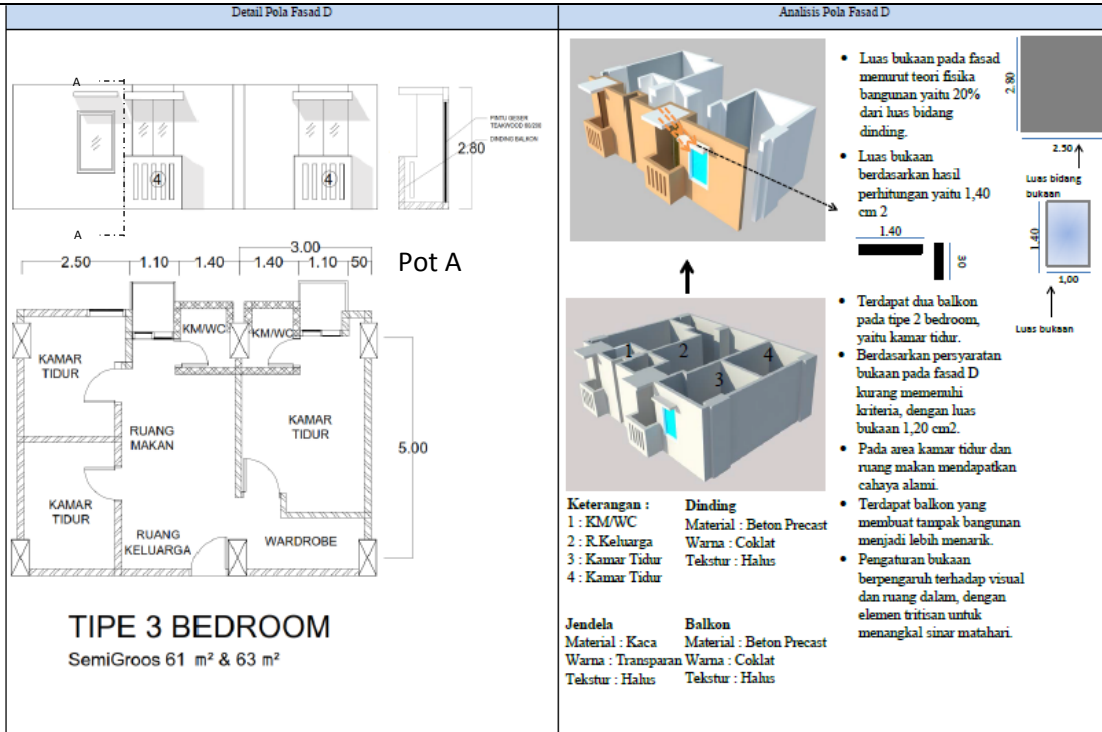 Detail Pola Fasad D
A
PINTU GESER
TEAKWOOD 90/200
DINDING BALKON
2.80
4
4
A
3.00
2.50
1.10
1.40
1.40
1.10
50
Pot A
KM/WC
KM/WC
KAMAR
TIDUR
RUANG
MAKAN
KAMAR
TIDUR
5.00
KAMAR
TIDUR
RUANG
KELUARGA
WARDROBE
TIPE 3 BEDROOM
SemiGroos 61 m² & 63 m²
Analisis Pola Fasad D
• Luas bukaan pada fasad
menurut teori fisika
bangunan yaitu 20%
dari luas bidang
dinding.
• Luas bukaan
berdasarkan hasil
perhitungan yaitu 1,40
cm 2
1.40
30
2.80
2.50
Luas bidang
bukaan
1.40
1,00
Luas bukaan
• Terdapat dua balkon
pada tipe 2 bedroom,
yaitu kamar tidur.
• Berdasarkan persyaratan
bukaan pada fasad D
kurang memenuhi
kriteria, dengan luas
bukaan 1,20 cm2.
• Pada area kamar tidur dan
ruang makan mendapatkan
cahaya alami.
• Terdapat balkon yang
membuat tampak bangunan
menjadi lebih menarik.
• Pengaturan bukaan
berpengaruh terhadap visual
dan ruang dalam, dengan
elemen tritisan untuk
menangkal sinar matahari.
1
2
3
4
Keterangan :
1 : KM/WC
2 : R.Keluarga
3 : Kamar Tidur
4 : Kamar Tidur
Dinding
Material : Beton Precast
Warna : Coklat
Tekstur : Halus
Jendela
Material : Kaca
Warna : Transparan
Tekstur : Halus
Balkon
Material : Beton Precast
Warna : Coklat
Tekstur : Halus